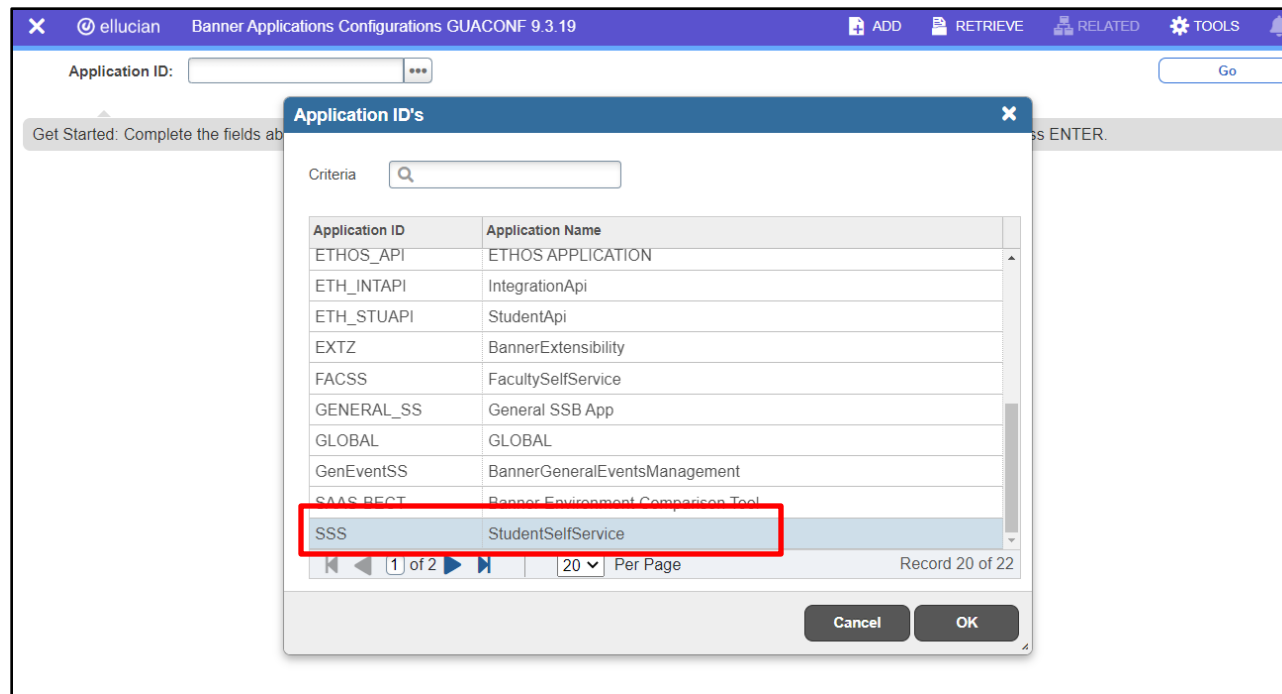 ellucian Banner Applications Configurations GUACONF 9.3.19 ADD RETRIEVE RELATED TOOLS
Application ID: Go
Application ID's
Get Started: Complete the fields ab ss ENTER.
Criteria
Application ID Application Name
ETHOS_API ETHOS APPLICATION
ETH_INTAPI IntegrationApi
ETH_STUAPI StudentApi
EXTZ BannerExtensibility
FACSS FacultySelfService
GENERAL_SS General SSB App
GLOBAL GLOBAL
GenEventSS BannerGeneralEventsManagement
SAAS BECT Banner Environment Comparison Tool
SSS StudentSelfService
1 of 2 20 Per Page Record 20 of 22
Cancel OK